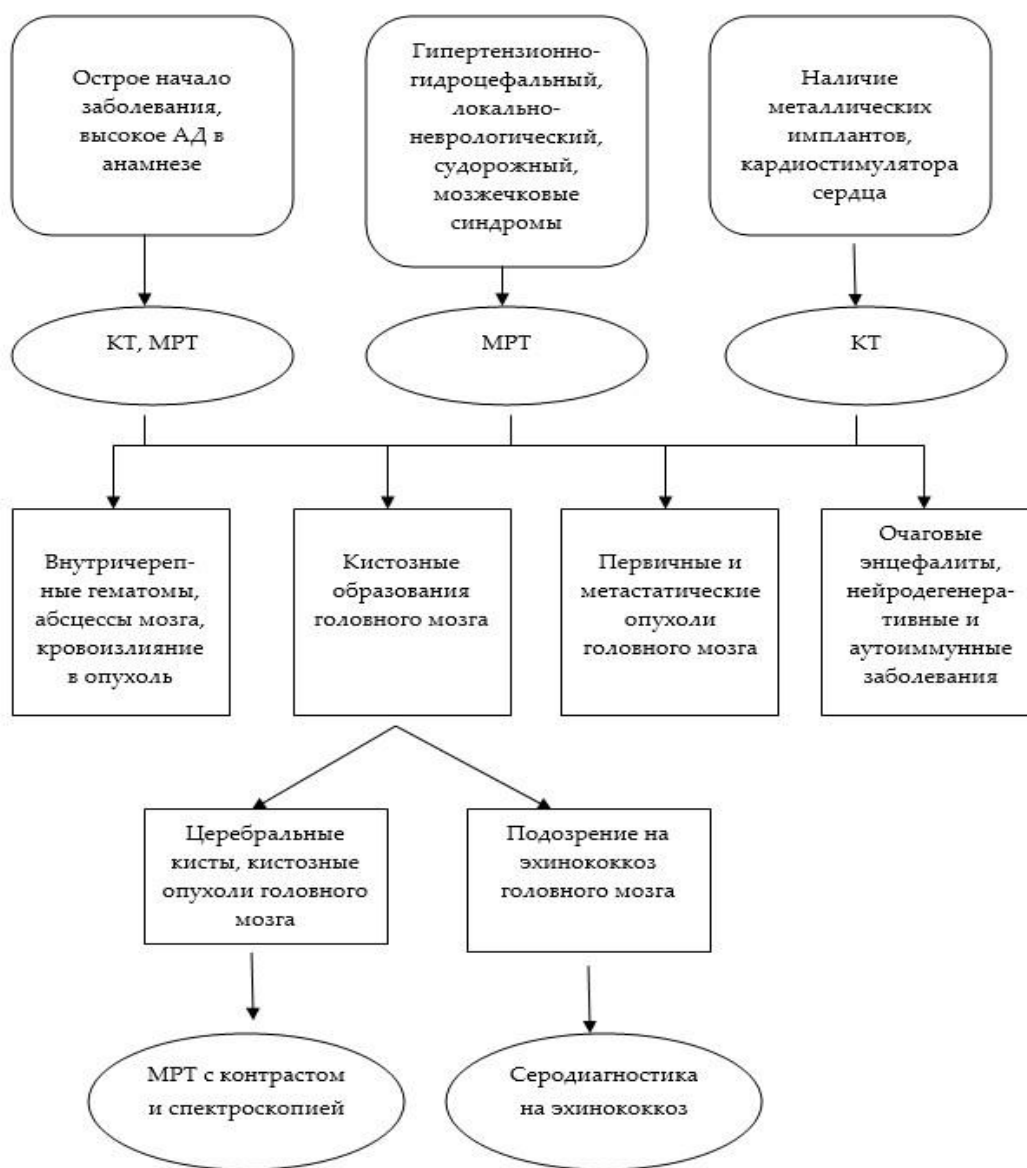 Острое начало
заболевания,
высокое АД в
анамнезе
Гипертензионно-
гидроцефальный,
локально-
неврологический,
судорожный,
мозжечковые
синдромы
Наличие
металлических
имплантов,
кардиостимулятора
сердца
КТ, МРТ
МРТ
КТ
Внутричереп-
ные гематомы,
абсцессы мозга,
кровоизлияние
в опухоль
Кистозные
образования
головного мозга
Первичные и
метастатические
опухоли
головного мозга
Очаговые
энцефалиты,
нейродегенера-
тивные и
аутоиммунные
заболевания
Церебральные
кисты, кистозные
опухоли головного
мозга
Подозрение на
эхинококкоз
головного мозга
МРТ с контрастом
и спектроскопией
Серодиагностика
на эхинококкоз